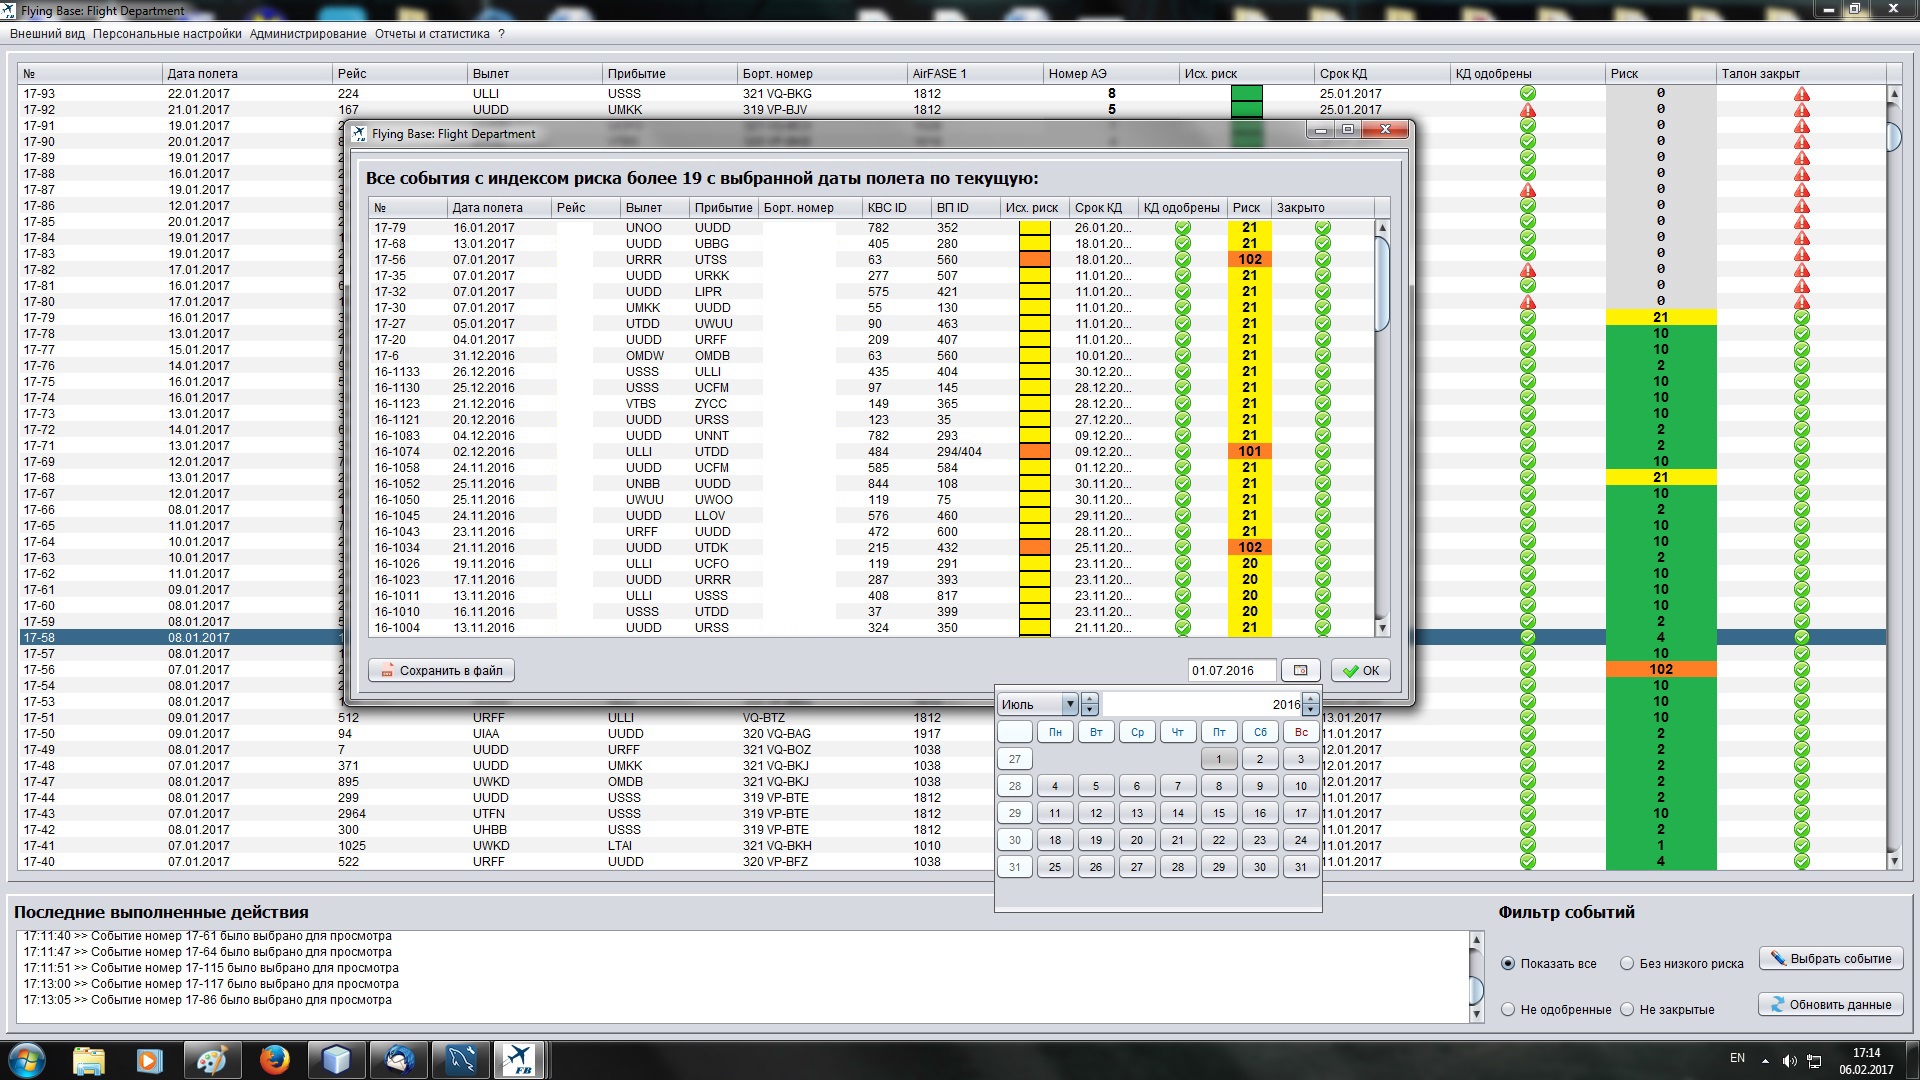 Flying Base: Flight Department
Внешний вид Персональные настройки Администрирование Отчеты и статистика ?
№ Дата полета Рейс Вылет Прибытие Борт. номер AirFASE 1 Номер АЭ Исх. риск Срок КД КД одобрены Риск Талон закрыт
17-93 22.01.2017 224 ULLI USSS 321 VQ-BKG 1812 8 25.01.2017 0
17-92 21.01.2017 167 UUDD UMKK 319 VP-BJV 1812 5 25.01.2017 0
17-91 19.01.2017 0
17-90 20.01.2017 0
17-89 19.01.2017 0
17-88 16.01.2017 0
17-87 19.01.2017 0
17-86 12.01.2017 0
17-85 20.01.2017 0
17-84 19.01.2017 0
17-83 19.01.2017 0
17-82 17.01.2017 0
17-81 16.01.2017 0
17-80 17.01.2017 0
17-79 16.01.2017 21
17-78 13.01.2017 10
17-77 15.01.2017 10
17-76 14.01.2017 2
17-75 16.01.2017 10
17-74 16.01.2017 10
17-73 13.01.2017 10
17-72 14.01.2017 2
17-71 13.01.2017 2
17-69 12.01.2017 10
17-68 13.01.2017 21
17-67 12.01.2017 10
17-66 08.01.2017 2
17-65 11.01.2017 10
17-64 10.01.2017 10
17-63 10.01.2017 2
17-62 11.01.2017 10
17-61 09.01.2017 10
17-60 08.01.2017 10
17-59 08.01.2017 2
17-58 08.01.2017 4
17-57 08.01.2017 10
17-56 07.01.2017 102
17-54 08.01.2017 10
17-53 08.01.2017 10
17-51 09.01.2017 512 URFF ULLI VQ-BTZ 1812 13.01.2017 10
17-50 09.01.2017 94 UIAA UUDD 320 VQ-BAG 1917 11.01.2017 2
17-49 08.01.2017 7 UUDD URFF 321 VQ-BOZ 1038 12.01.2017 2
17-48 07.01.2017 371 UUDD UMKK 321 VQ-BKJ 1038 12.01.2017 2
17-47 08.01.2017 895 UWKD OMDB 321 VQ-BKJ 1038 12.01.2017 2
17-44 08.01.2017 299 UUDD USSS 319 VP-BTE 1812 11.01.2017 2
17-43 07.01.2017 2964 UTFN USSS 319 VP-BTE 1812 11.01.2017 10
17-42 08.01.2017 300 UHBB USSS 319 VP-BTE 1812 11.01.2017 2
17-41 07.01.2017 1025 UWKD LTAI 321 VQ-BKH 1010 11.01.2017 1
17-40 07.01.2017 522 URFF UUDD 320 VP-BFZ 1038 11.01.2017 4
Flying Base: Flight Department
Все события с индексом риска более 19 с выбранной даты полета по текущую:
№ Дата полета Рейс Вылет Прибытие Борт. номер КВС ID ВП ID Исх. риск Срок КД КД одобрены Риск Закрыто
17-79 16.01.2017 UNOO UUDD 782 352 26.01.20... 21
17-68 13.01.2017 UUDD UBBG 405 280 18.01.20... 21
17-56 07.01.2017 URRR UTSS 63 560 18.01.20... 102
17-35 07.01.2017 UUDD URKK 277 507 11.01.20... 21
17-32 07.01.2017 UUDD LIPR 575 421 11.01.20... 21
17-30 07.01.2017 UMKK UUDD 55 130 11.01.20... 21
17-27 05.01.2017 UTDD UWUU 90 463 11.01.20... 21
17-20 04.01.2017 UUDD URFF 209 407 11.01.20... 21
17-6 31.12.2016 OMDW OMDB 63 560 10.01.20... 21
16-1133 26.12.2016 USSS ULLI 435 404 30.12.20... 21
16-1130 25.12.2016 USSS UCFM 97 145 28.12.20... 21
16-1123 21.12.2016 VTBS ZYCC 149 365 28.12.20... 21
16-1121 20.12.2016 UUDD URSS 123 35 27.12.20... 21
16-1083 04.12.2016 UUDD UNNT 782 293 09.12.20... 21
16-1074 02.12.2016 ULLI UTDD 484 294/404 09.12.20... 101
16-1058 24.11.2016 UUDD UCFM 585 584 01.12.20... 21
16-1052 25.11.2016 UNBB UUDD 844 108 30.11.20... 21
16-1050 25.11.2016 UWUU UWOO 119 75 30.11.20... 21
16-1045 24.11.2016 UUDD LLOV 576 460 29.11.20... 21
16-1043 23.11.2016 URFF UUDD 472 600 28.11.20... 21
16-1034 21.11.2016 UUDD UTDK 215 432 25.11.20... 102
16-1026 19.11.2016 ULLI UCFO 119 291 23.11.20... 20
16-1023 17.11.2016 UUDD URRR 287 393 23.11.20... 20
16-1011 13.11.2016 ULLI USSS 408 817 23.11.20... 20
16-1010 16.11.2016 USSS UTDD 37 399 23.11.20... 20
16-1004 13.11.2016 UUDD URSS 324 350 21.11.20... 21
Сохранить в файл 01.07.2016 ОК
Июль 2016
Пн Вт Ср Чт Пт Сб Вс
27 1 2 3
28 4 5 6 7 8 9 10
29 11 12 13 14 15 16 17
30 18 19 20 21 22 23 24
31 25 26 27 28 29 30 31
Последние выполненные действия
17:11:40 >> Событие номер 17-61 было выбрано для просмотра
17:11:47 >> Событие номер 17-64 было выбрано для просмотра
17:11:51 >> Событие номер 17-115 было выбрано для просмотра
17:13:00 >> Событие номер 17-117 было выбрано для просмотра
17:13:05 >> Событие номер 17-86 было выбрано для просмотра
Фильтр событий
Показать все Без низкого риска Выбрать событие
Не одобренные Не закрытые Обновить данные
FB
EN
17:14
06.02.2017